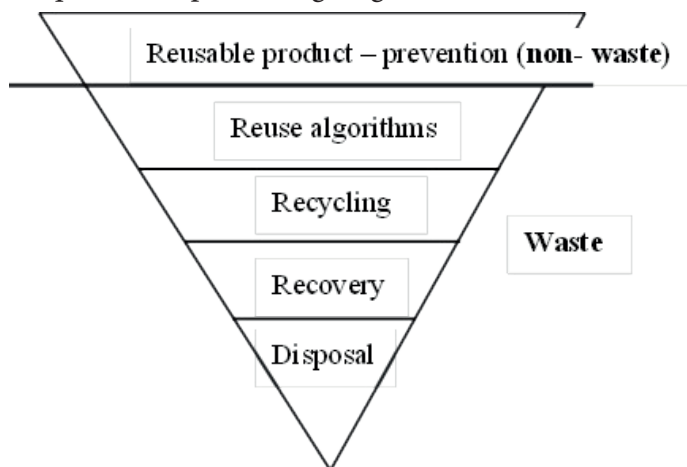 Reusable product – prevention (non- waste)
Reuse algorithms
Recycling
Waste
Recovery
Disposal